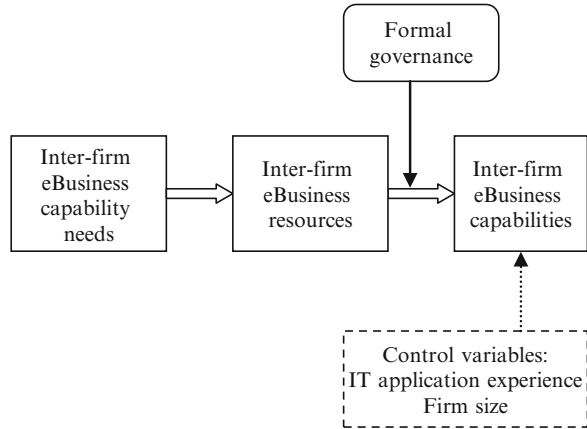 Formal
governance
Inter-firm
eBusiness
capability
needs
Inter-firm
eBusiness
resources
Inter-firm
eBusiness
capabilities
Control variables:
IT application experience
Firm size